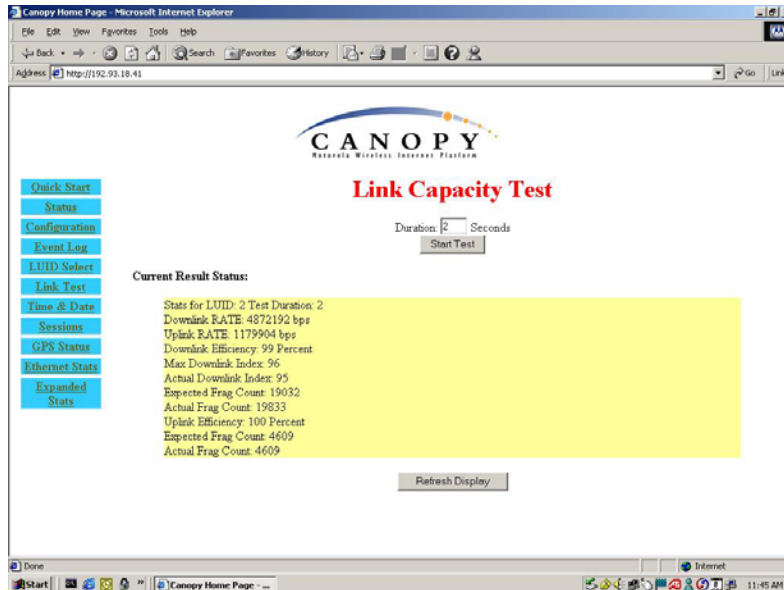 Canopy Home Page - Microsoft Internet Explorer
File Edit View Favorites Tools Help
Back Search Favorites History
Address http://192.93.18.41 Go Link
CANOPY
Motorola Wireless Internet Platform
Quick Start
Status
Configuration
Event Log
LUID Select
Link Test
Time & Date
Sessions
GPS Status
Ethernet Stats
Expanded
Stats
Link Capacity Test
Duration: 2 Seconds
Start Test
Current Result Status:
Stats for LUID: 2 Test Duration: 2
Downlink RATE: 4872192 bps
Uplink RATE: 1179904 bps
Downlink Efficiency: 99 Percent
Max Downlink Index: 96
Actual Downlink Index: 95
Expected Frag Count: 19032
Actual Frag Count: 19833
Uplink Efficiency: 100 Percent
Expected Frag Count: 4609
Actual Frag Count: 4609
Refresh Display
Done Internet
Start Canopy Home Page - ... 11:45 AM